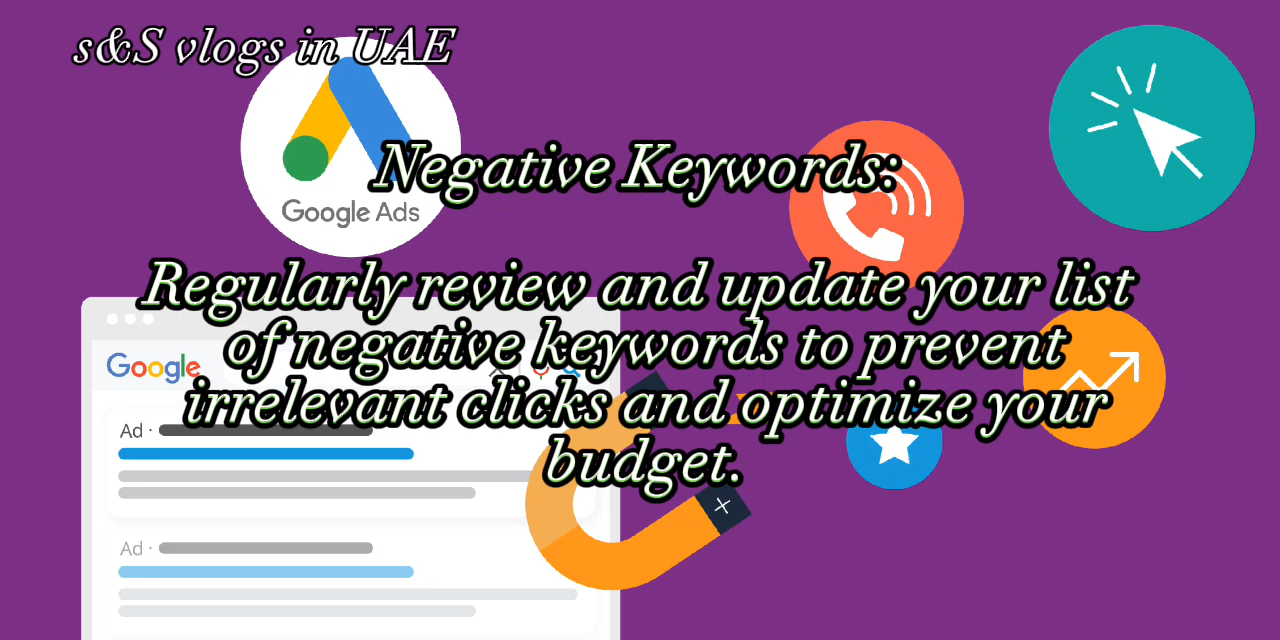 s&S vlogs in UAE
Google Ads
Negative Keywords:
Regularly review and update your list
of negative keywords to prevent
irrelevant clicks and optimize your
budget.
Google
Ad ·
Ad ·